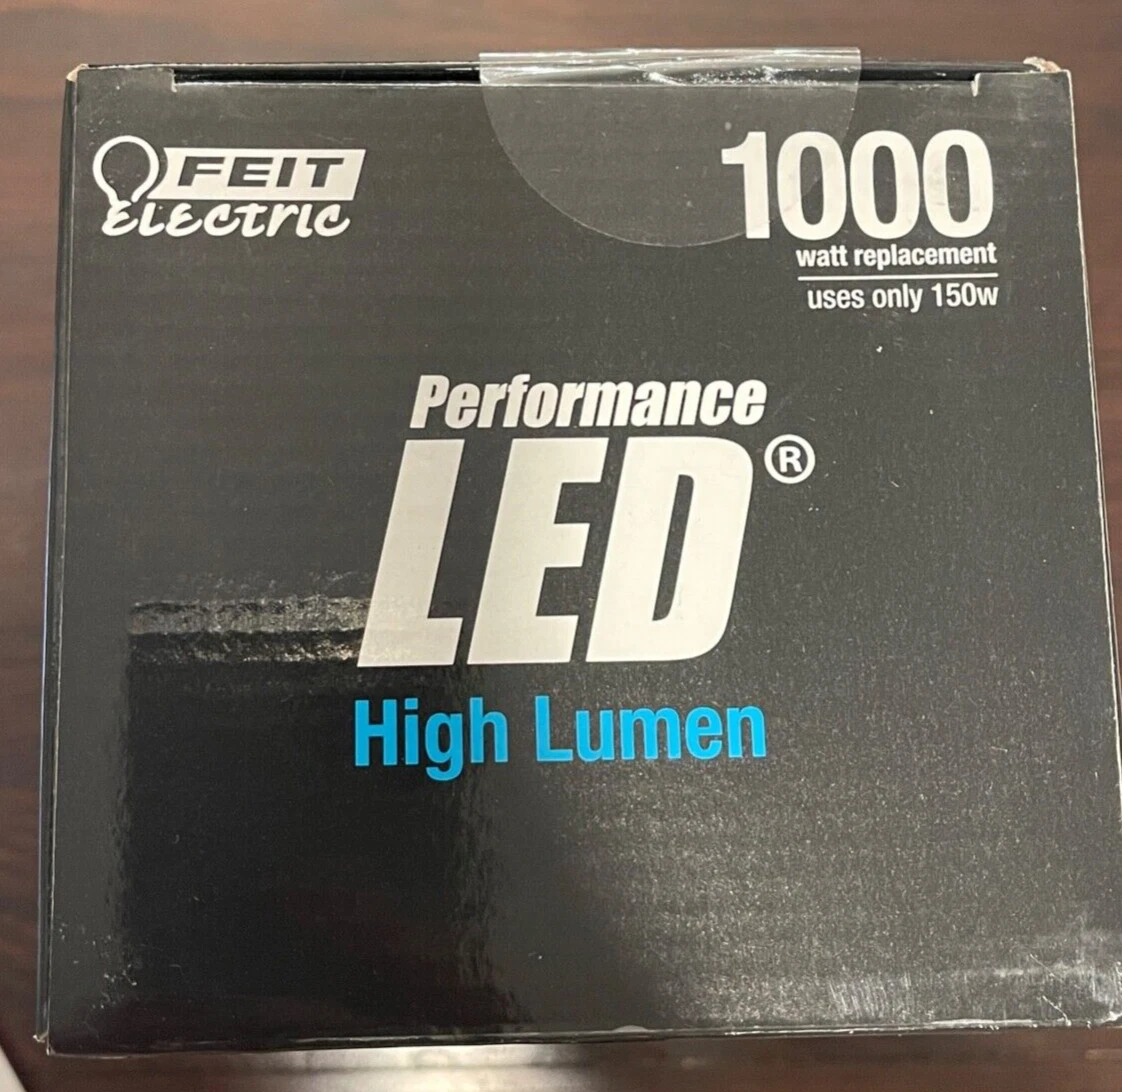 FEIT
ELECTRIC
1000
watt replacement
uses only 150w
Performance
LED®
High Lumen